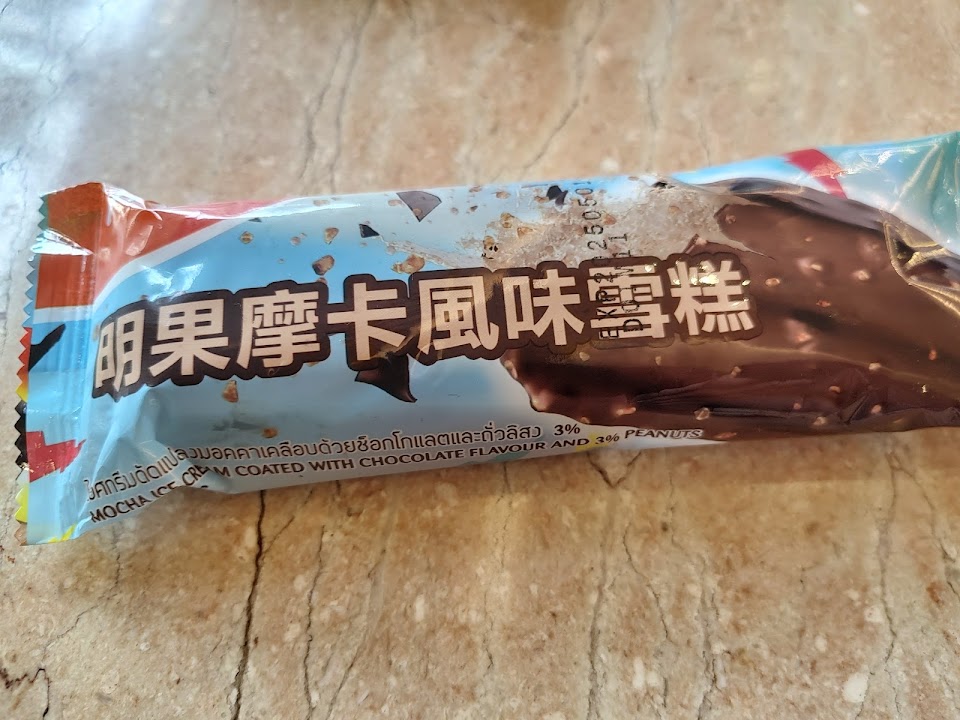 明果摩卡風味雪糕
ไอศกรีมดัดแปลงมอคคาเคลือบด้วยช็อกโกแลตและถั่วลิสง 3%
MOCHA ICE CREAM COATED WITH CHOCOLATE FLAVOUR AND 3% PEANUTS